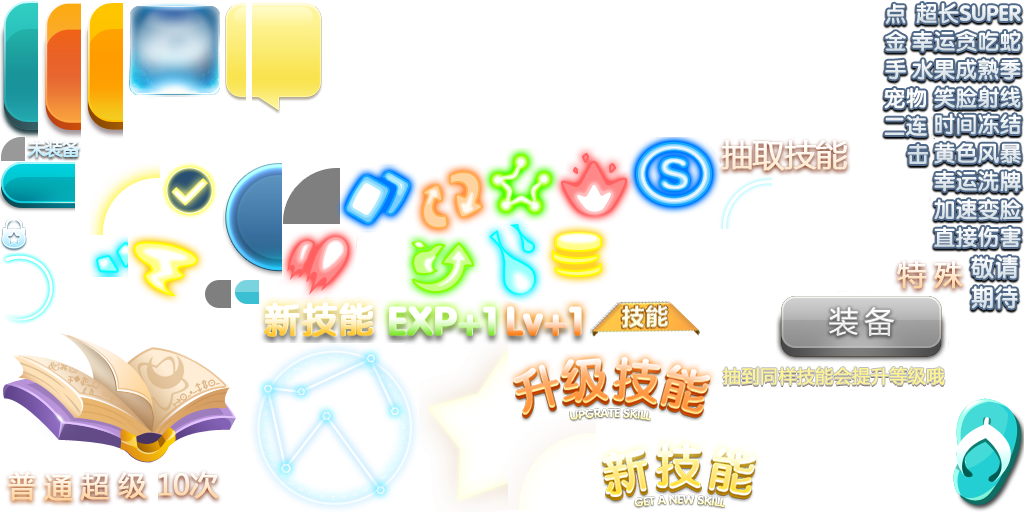 点 超长SUPER
金 幸运贪吃蛇
手 水果成熟季
宠物 笑脸射线
二连 时间冻结
击 黄色风暴
幸运洗牌
加速变脸
直接伤害
特殊 敬请
期待
未装备
抽取技能
S
新技能 EXP+1 Lv+1 技能
装备
抽到同样技能会提升等级哦
升级技能
UPGRATE SKILL
新技能
GET A NEW SKILL
普通超级 10次